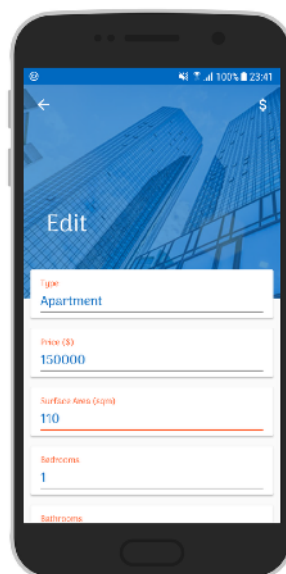 100% 23:41
$
Edit
Type
Apartment
Price ($)
150000
Surface Area (sqm)
110
Bedrooms
1
Bathrooms